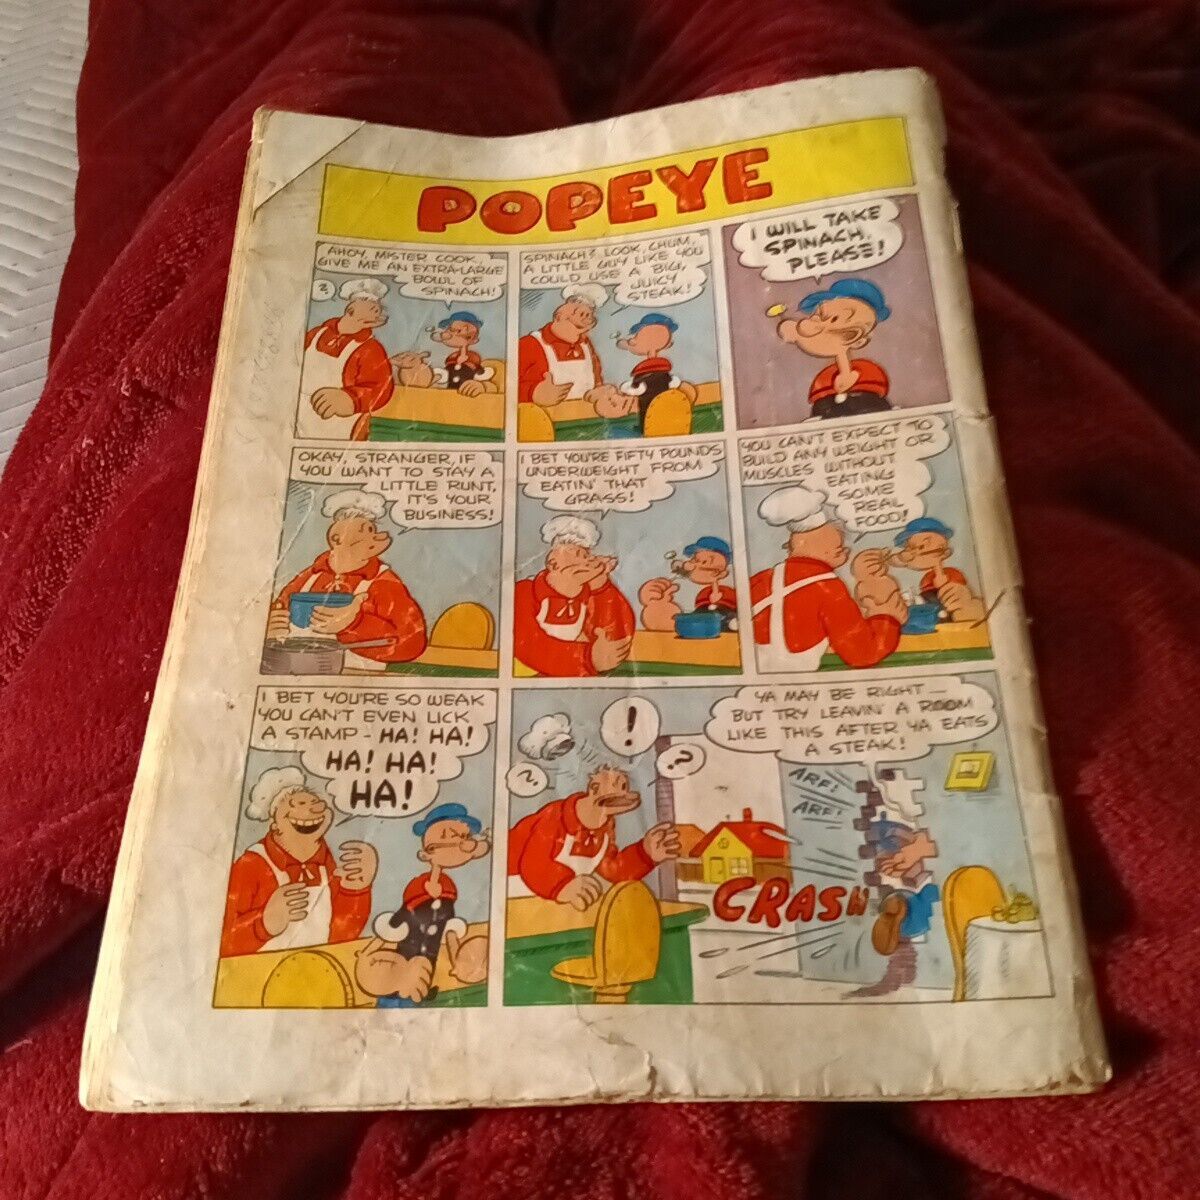 POPEYE
AHOY, MISTER COOK,
GIVE ME AN EXTRA-LARGE
BOWL OF
SPINACH!
?
SPINACH? LOOK, CHUM,
A LITTLE GUY LIKE YOU
COULD USE A BIG,
JUICY
STEAK!
I WILL TAKE
SPINACH,
PLEASE!
OKAY, STRANGER, IF
YOU WANT TO STAY A
LITTLE RUNT,
IT'S YOUR
BUSINESS!
I BET YOU'RE FIFTY POUNDS
UNDERWEIGHT FROM
EATIN' THAT
GRASS!
YOU CAN'T EXPECT TO
BUILD ANY WEIGHT OR
MUSCLES WITHOUT
EATING
SOME
REAL
FOOD!
I BET YOU'RE SO WEAK
YOU CAN'T EVEN LICK
A STAMP - HA! HA!
HA! HA!
HA!
?
!
?
YA MAY BE RIGHT —
BUT TRY LEAVIN' A ROOM
LIKE THIS AFTER YA EATS
A STEAK!
ARF!
ARF!
CRASH